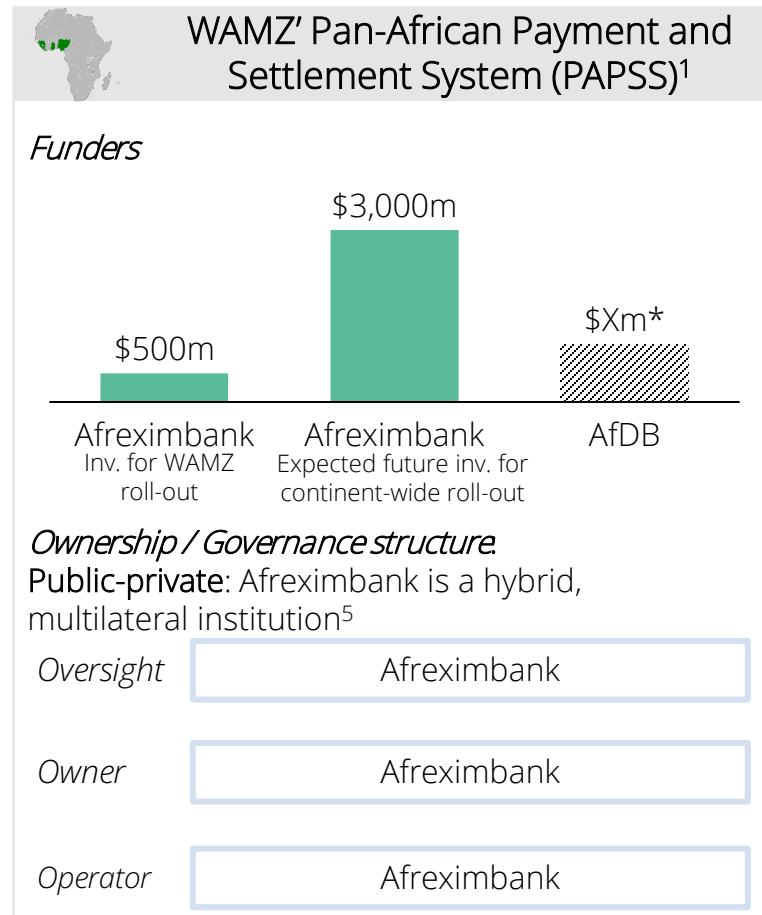 WAMZ’ Pan-African Payment and
Settlement System (PAPSS)¹
Funders
$3,000m
$Xm*
$500m
Afreximbank
Inv. for WAMZ
roll-out
Afreximbank
Expected future inv. for
continent-wide roll-out
AfDB
Ownership / Governance structure:
Public-private: Afreximbank is a hybrid,
multilateral institution⁵
Oversight
Afreximbank
Owner
Afreximbank
Operator
Afreximbank